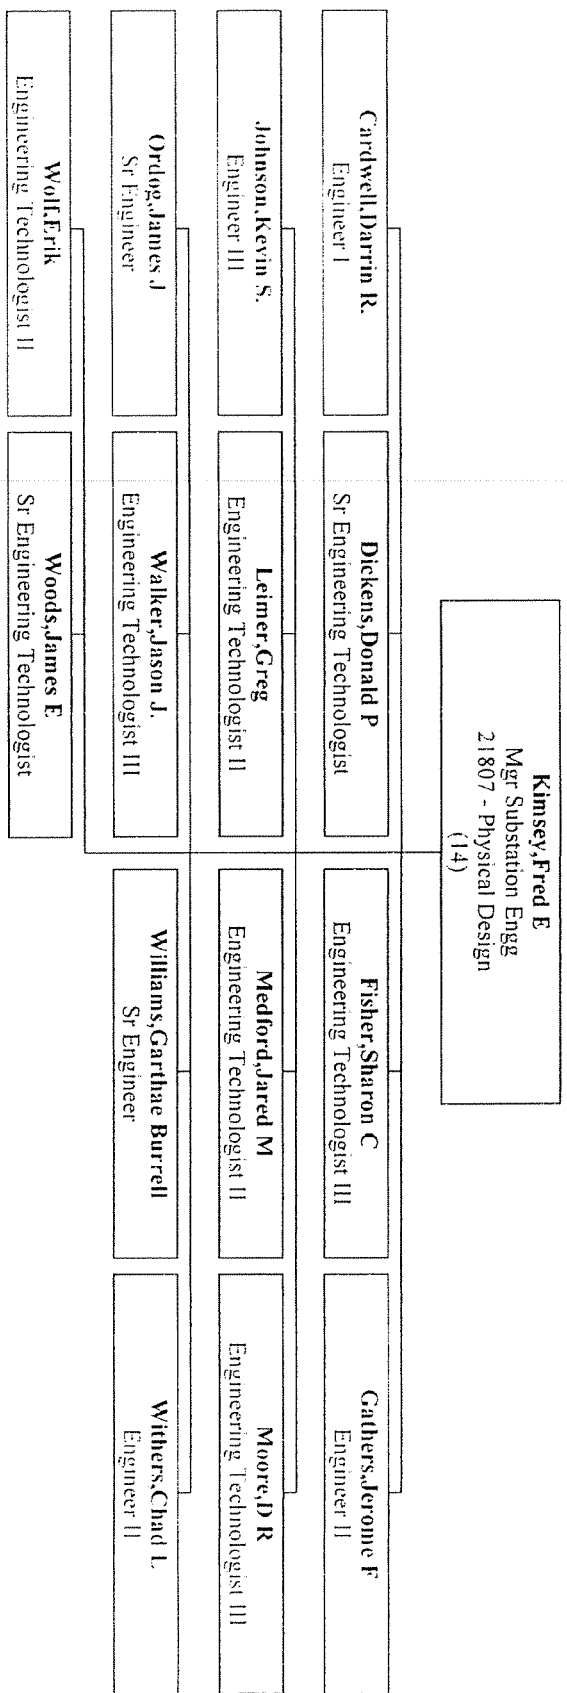 Kimsey,Fred E
Mgr Substation Engg
21807 - Physical Design
(14)
Cardwell,Darrin R.
Engineer I
Dickens,Donald P
Sr Engineering Technologist
Fisher,Sharon C
Engineering Technologist III
Gathers,Jerome F
Engineer II
Johnson,Kevin S.
Engineer III
Leimer,Greg
Engineering Technologist II
Medford,Jared M
Engineering Technologist II
Moore,D R
Engineering Technologist III
Ordog,James J
Sr Engineer
Walker,Jason J.
Engineering Technologist III
Williams,Garthae Burrell
Sr Engineer
Withers,Chad L
Engineer II
Wolf,Erik
Engineering Technologist II
Woods,James E
Sr Engineering Technologist